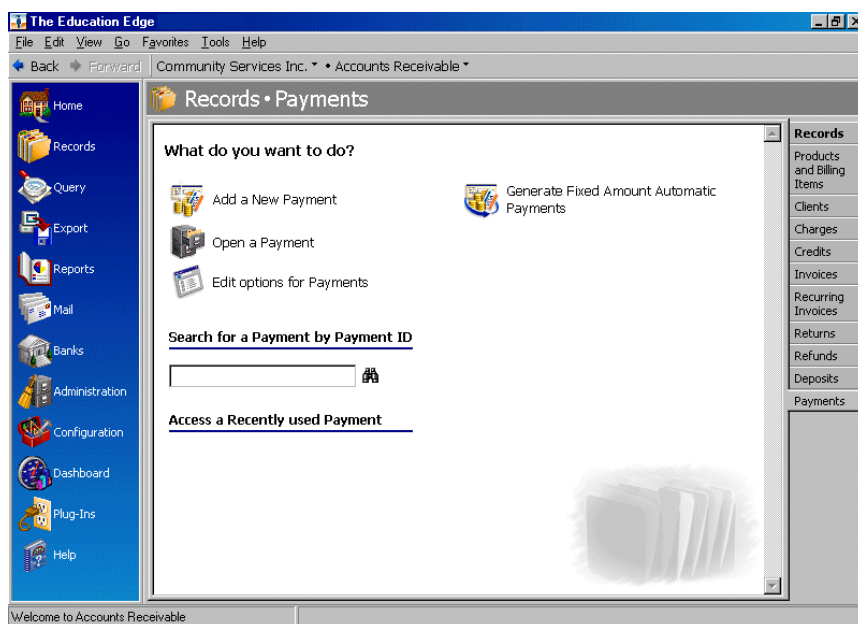 The Education Edge
File Edit View Go Favorites Tools Help
Back Forward Community Services Inc. • Accounts Receivable
Records • Payments
Home
Records
Query
Export
Reports
Mail
Banks
Administration
Configuration
Dashboard
Plug-Ins
Help
What do you want to do?
Add a New Payment
Open a Payment
Edit options for Payments
Generate Fixed Amount Automatic
Payments
Search for a Payment by Payment ID
Access a Recently used Payment
Records
Products
and Billing
Items
Clients
Charges
Credits
Invoices
Recurring
Invoices
Returns
Refunds
Deposits
Payments
Welcome to Accounts Receivable